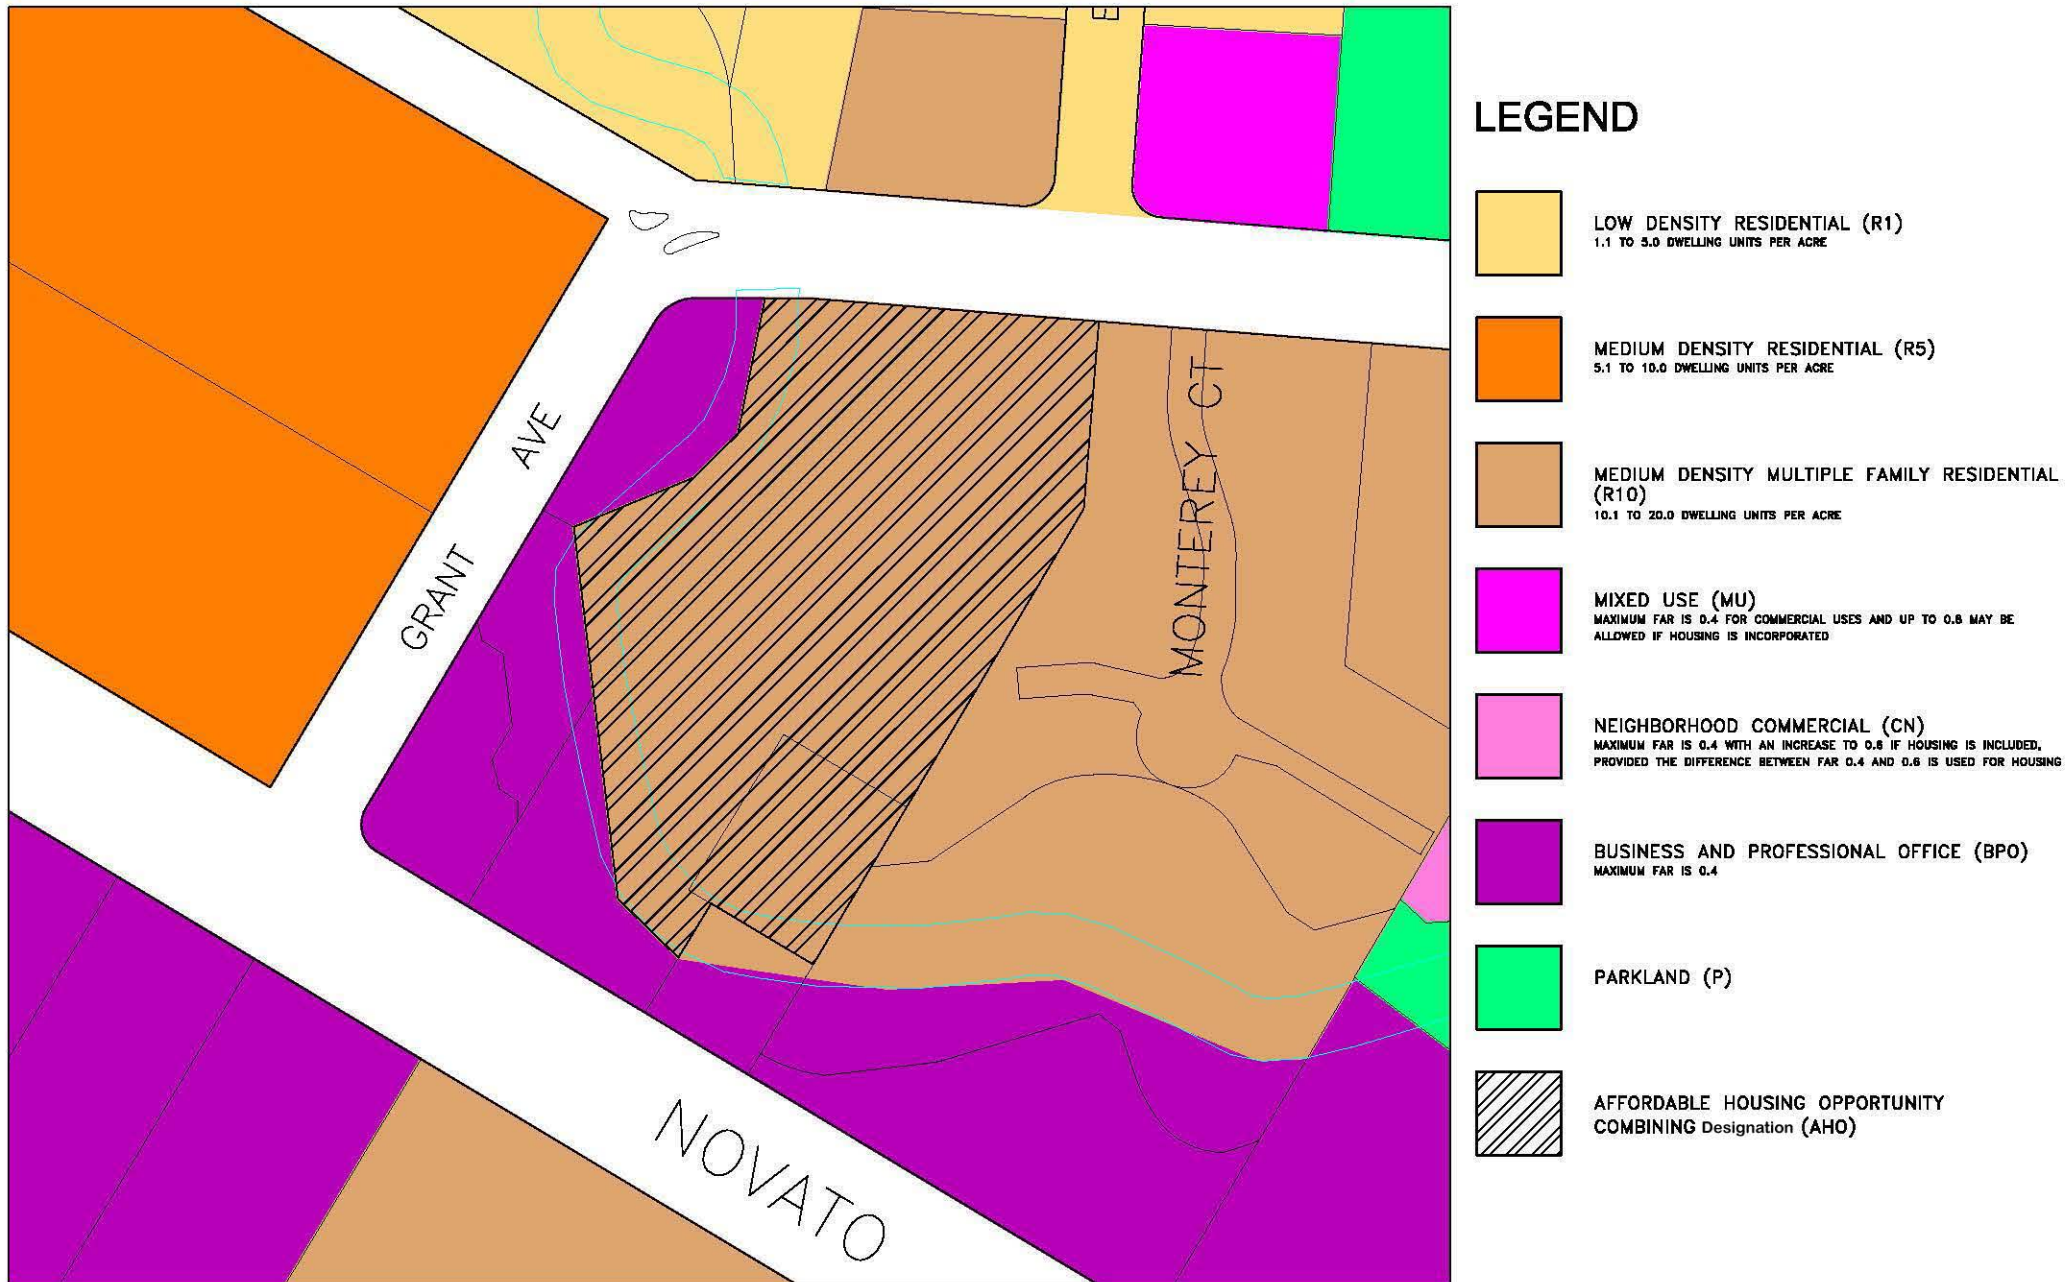 GRANT AVE
MONTEREY CT
NOVATO
LEGEND
LOW DENSITY RESIDENTIAL (R1)
1.1 TO 5.0 DWELLING UNITS PER ACRE
MEDIUM DENSITY RESIDENTIAL (R5)
5.1 TO 10.0 DWELLING UNITS PER ACRE
MEDIUM DENSITY MULTIPLE FAMILY RESIDENTIAL
(R10)
10.1 TO 20.0 DWELLING UNITS PER ACRE
MIXED USE (MU)
MAXIMUM FAR IS 0.4 FOR COMMERCIAL USES AND UP TO 0.8 MAY BE
ALLOWED IF HOUSING IS INCORPORATED
NEIGHBORHOOD COMMERCIAL (CN)
MAXIMUM FAR IS 0.4 WITH AN INCREASE TO 0.6 IF HOUSING IS INCLUDED,
PROVIDED THE DIFFERENCE BETWEEN FAR 0.4 AND 0.6 IS USED FOR HOUSING
BUSINESS AND PROFESSIONAL OFFICE (BPO)
MAXIMUM FAR IS 0.4
PARKLAND (P)
AFFORDABLE HOUSING OPPORTUNITY
COMBINING Designation (AHO)